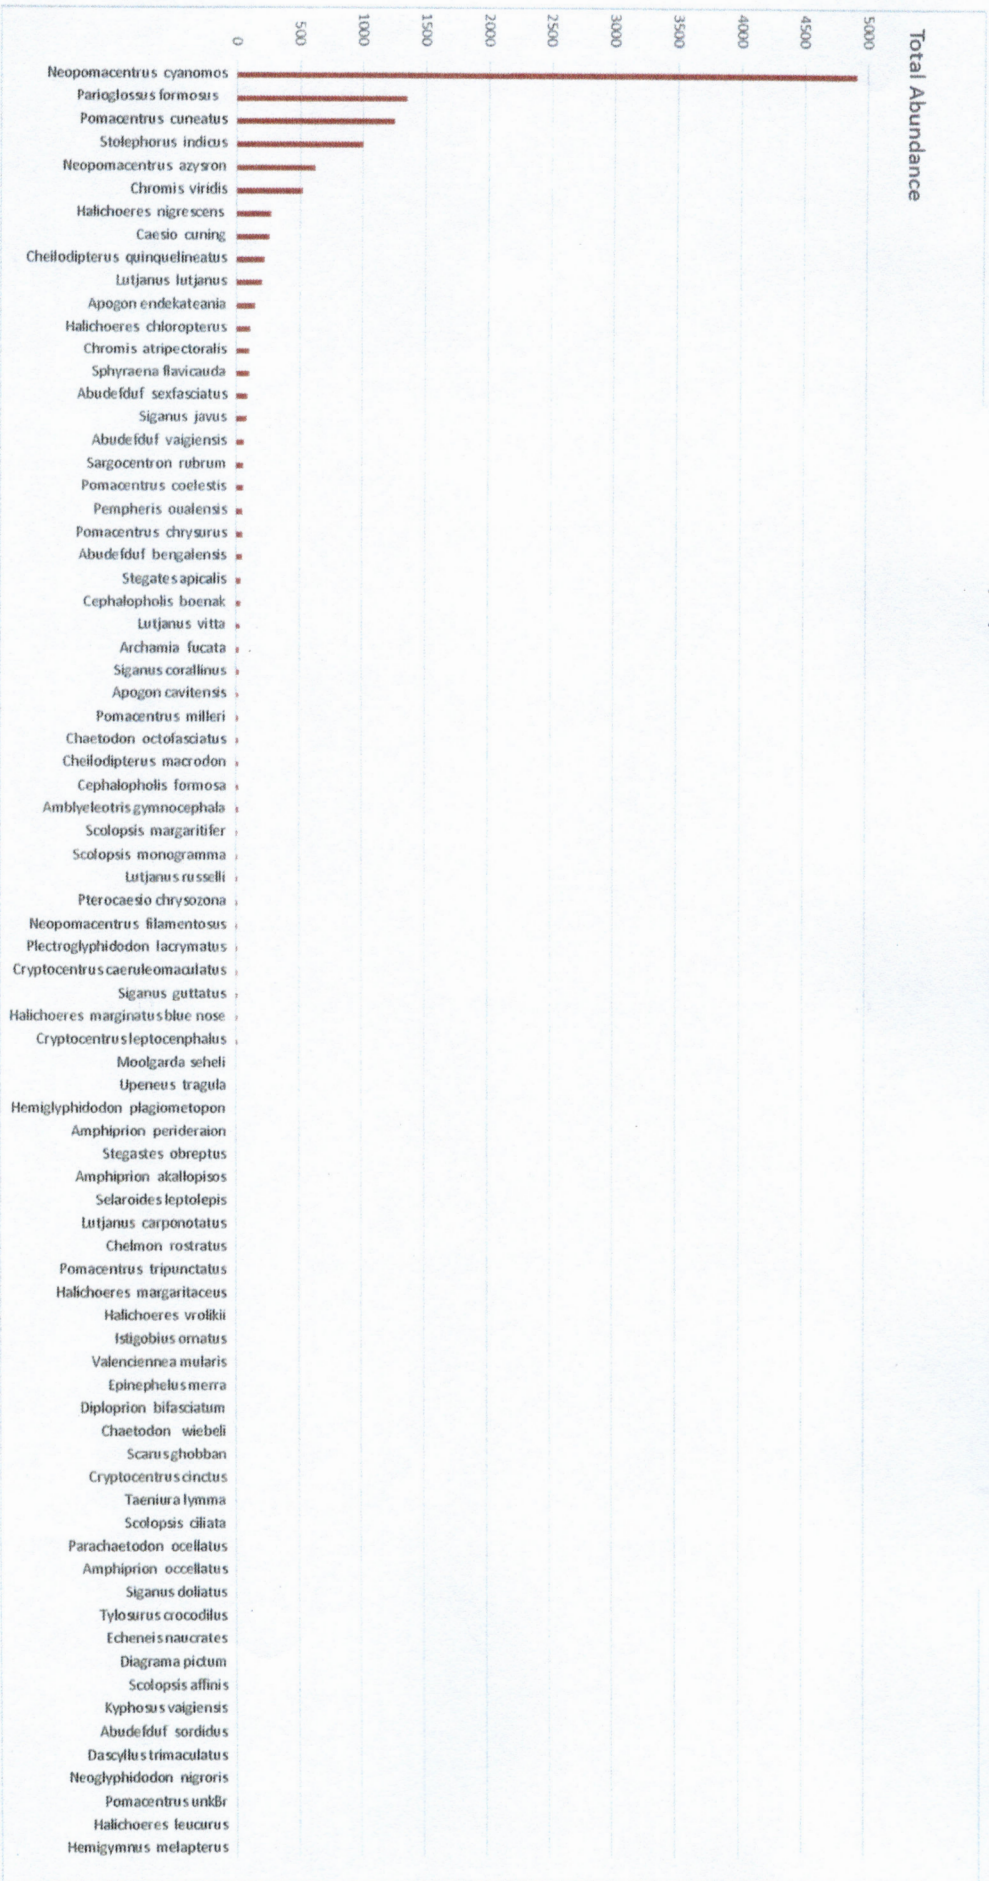 Total Abundance
0
500
1000
1500
2000
2500
3000
3500
4000
4500
5000
Neopomacentrus cyanomos
Parioglossus formosus
Pomacentrus cuneatus
Stolephorus indicus
Neopomacentrus azysron
Chromis viridis
Halichoeres nigrescens
Caesio cuning
Cheilodipterus quinquelineatus
Lutjanus lutjanus
Apogon endekateania
Halichoeres chloropterus
Chromis atripectoralis
Sphyraena flavicauda
Abudefduf sexfasciatus
Siganus javus
Abudefduf vaigiensis
Sargocentron rubrum
Pomacentrus coelestis
Pempheris oualensis
Pomacentrus chrysurus
Abudefduf bengalensis
Stegates apicalis
Cephalopholis boenak
Lutjanus vitta
Archamia fucata
Siganus corallinus
Apogon cavitensis
Pomacentrus milleri
Chaetodon octofasciatus
Cheilodipterus macrodon
Cephalopholis formosa
Amblyeleotris gymnocephala
Scolopsis margaritifer
Scolopsis monogramma
Lutjanus russelli
Pterocaesio chrysozona
Neopomacentrus filamentosus
Plectroglyphidodon lacrymatus
Cryptocentrus caeruleomaculatus
Siganus guttatus
Halichoeres marginatus blue nose
Cryptocentrus leptocenphalus
Moolgarda seheli
Upeneus tragula
Hemiglyphidodon plagiometopon
Amphiprion perideraion
Stegastes obreptus
Amphiprion akallopisos
Selaroides leptolepis
Lutjanus carponotatus
Chelmon rostratus
Pomacentrus tripunctatus
Halichoeres margaritaceus
Halichoeres vrolikii
Istigobius ornatus
Valenciennea mularis
Epinephelus merra
Diploprion bifasciatum
Chaetodon wiebeli
Scarus ghobban
Cryptocentrus cinctus
Taeniura lymma
Scolopsis ciliata
Parachaetodon ocellatus
Amphiprion occellatus
Siganus doliatus
Tylosurus crocodilus
Echeneis naucrates
Diagrama pictum
Scolopsis affinis
Kyphosus vaigiensis
Abudefduf sordidus
Dascyllus trimaculatus
Neoglyphidodon nigroris
Pomacentrus unkBr
Halichoeres leucurus
Hemigymnus melapterus